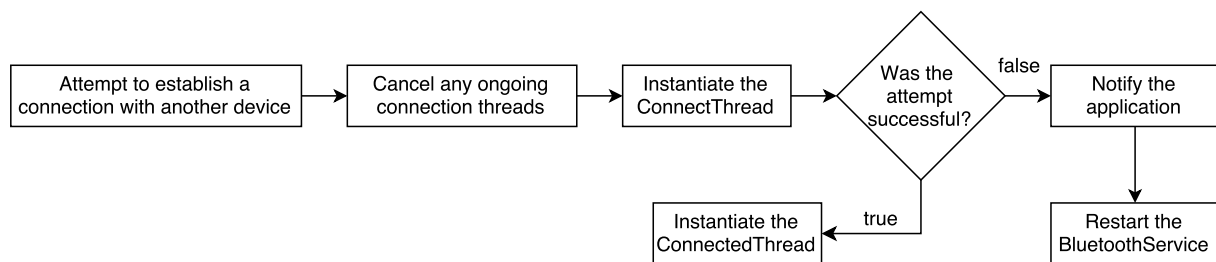 Attempt to establish a
connection with another device
Cancel any ongoing
connection threads
Instantiate the
ConnectThread
Was the
attempt
successful?
false
Notify the
application
true
Instantiate the
ConnectedThread
Restart the
BluetoothService